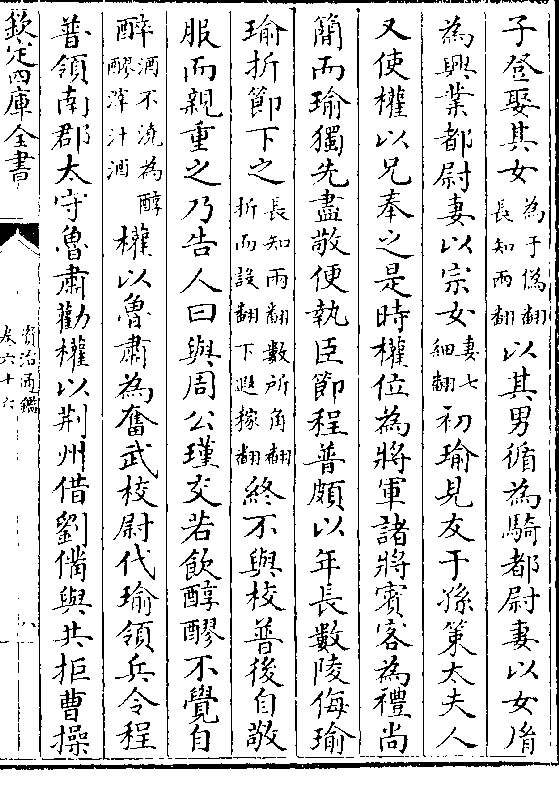 子登娶其女為于偽翻長知兩翻以其男循為騎都尉妻以女㣧
為興業都尉妻以宗女妻七細翻初瑜見友于孫策太夫人
又使權以兄奉之是時權位為將軍諸將賓客為禮尚
簡而瑜獨先盡敬便執臣節程普頗以年長數陵侮瑜
瑜折節下之長知兩翻數所角翻折而設翻下遐稼翻終不與校普後自敬
服而親重之乃告人曰與周公瑾交若飲醇醪不覺自
醉酒不澆為醇醪滓汁酒權以魯肅為奮武校尉代瑜領兵令程
普領南郡太守魯肅勸權以荆州借劉備與共拒曹操
欽定四庫全書
資治通鑑
卷六十六
八